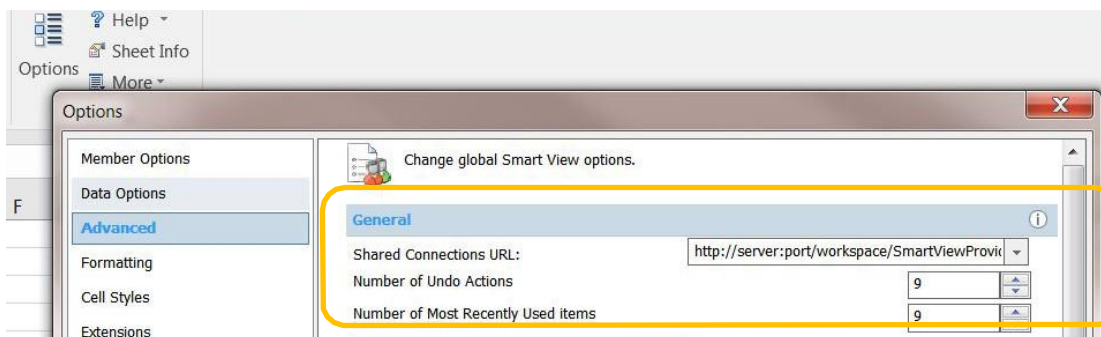 Help
Sheet Info
Options
More
Options
Member Options
Change global Smart View options.
Data Options
F
Advanced
General
Shared Connections URL: http://server:port/workspace/SmartViewProvi
Formatting
Number of Undo Actions 9
Cell Styles
Number of Most Recently Used items 9
Extensions